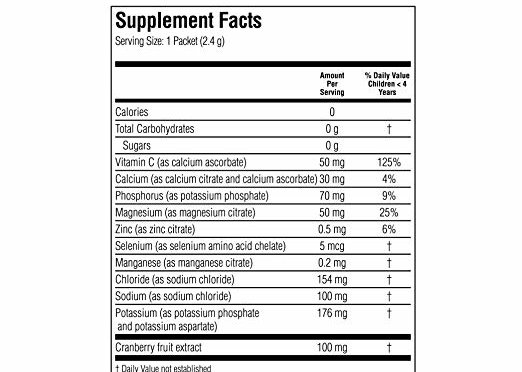 Supplement Facts
Serving Size: 1 Packet (2.4 g)
Amount Per Serving % Daily Value Children < 4 Years
Calories 0
Total Carbohydrates 0 g †
Sugars 0 g
Vitamin C (as calcium ascorbate) 50 mg 125%
Calcium (as calcium citrate and calcium ascorbate) 30 mg 4%
Phosphorus (as potassium phosphate) 70 mg 9%
Magnesium (as magnesium citrate) 50 mg 25%
Zinc (as zinc citrate) 0.5 mg 6%
Selenium (as selenium amino acid chelate) 5 mcg †
Manganese (as manganese citrate) 0.2 mg †
Chloride (as sodium chloride) 154 mg †
Sodium (as sodium chloride) 100 mg †
Potassium (as potassium phosphate 176 mg †
and potassium aspartate)
Cranberry fruit extract 100 mg †
† Daily Value not established